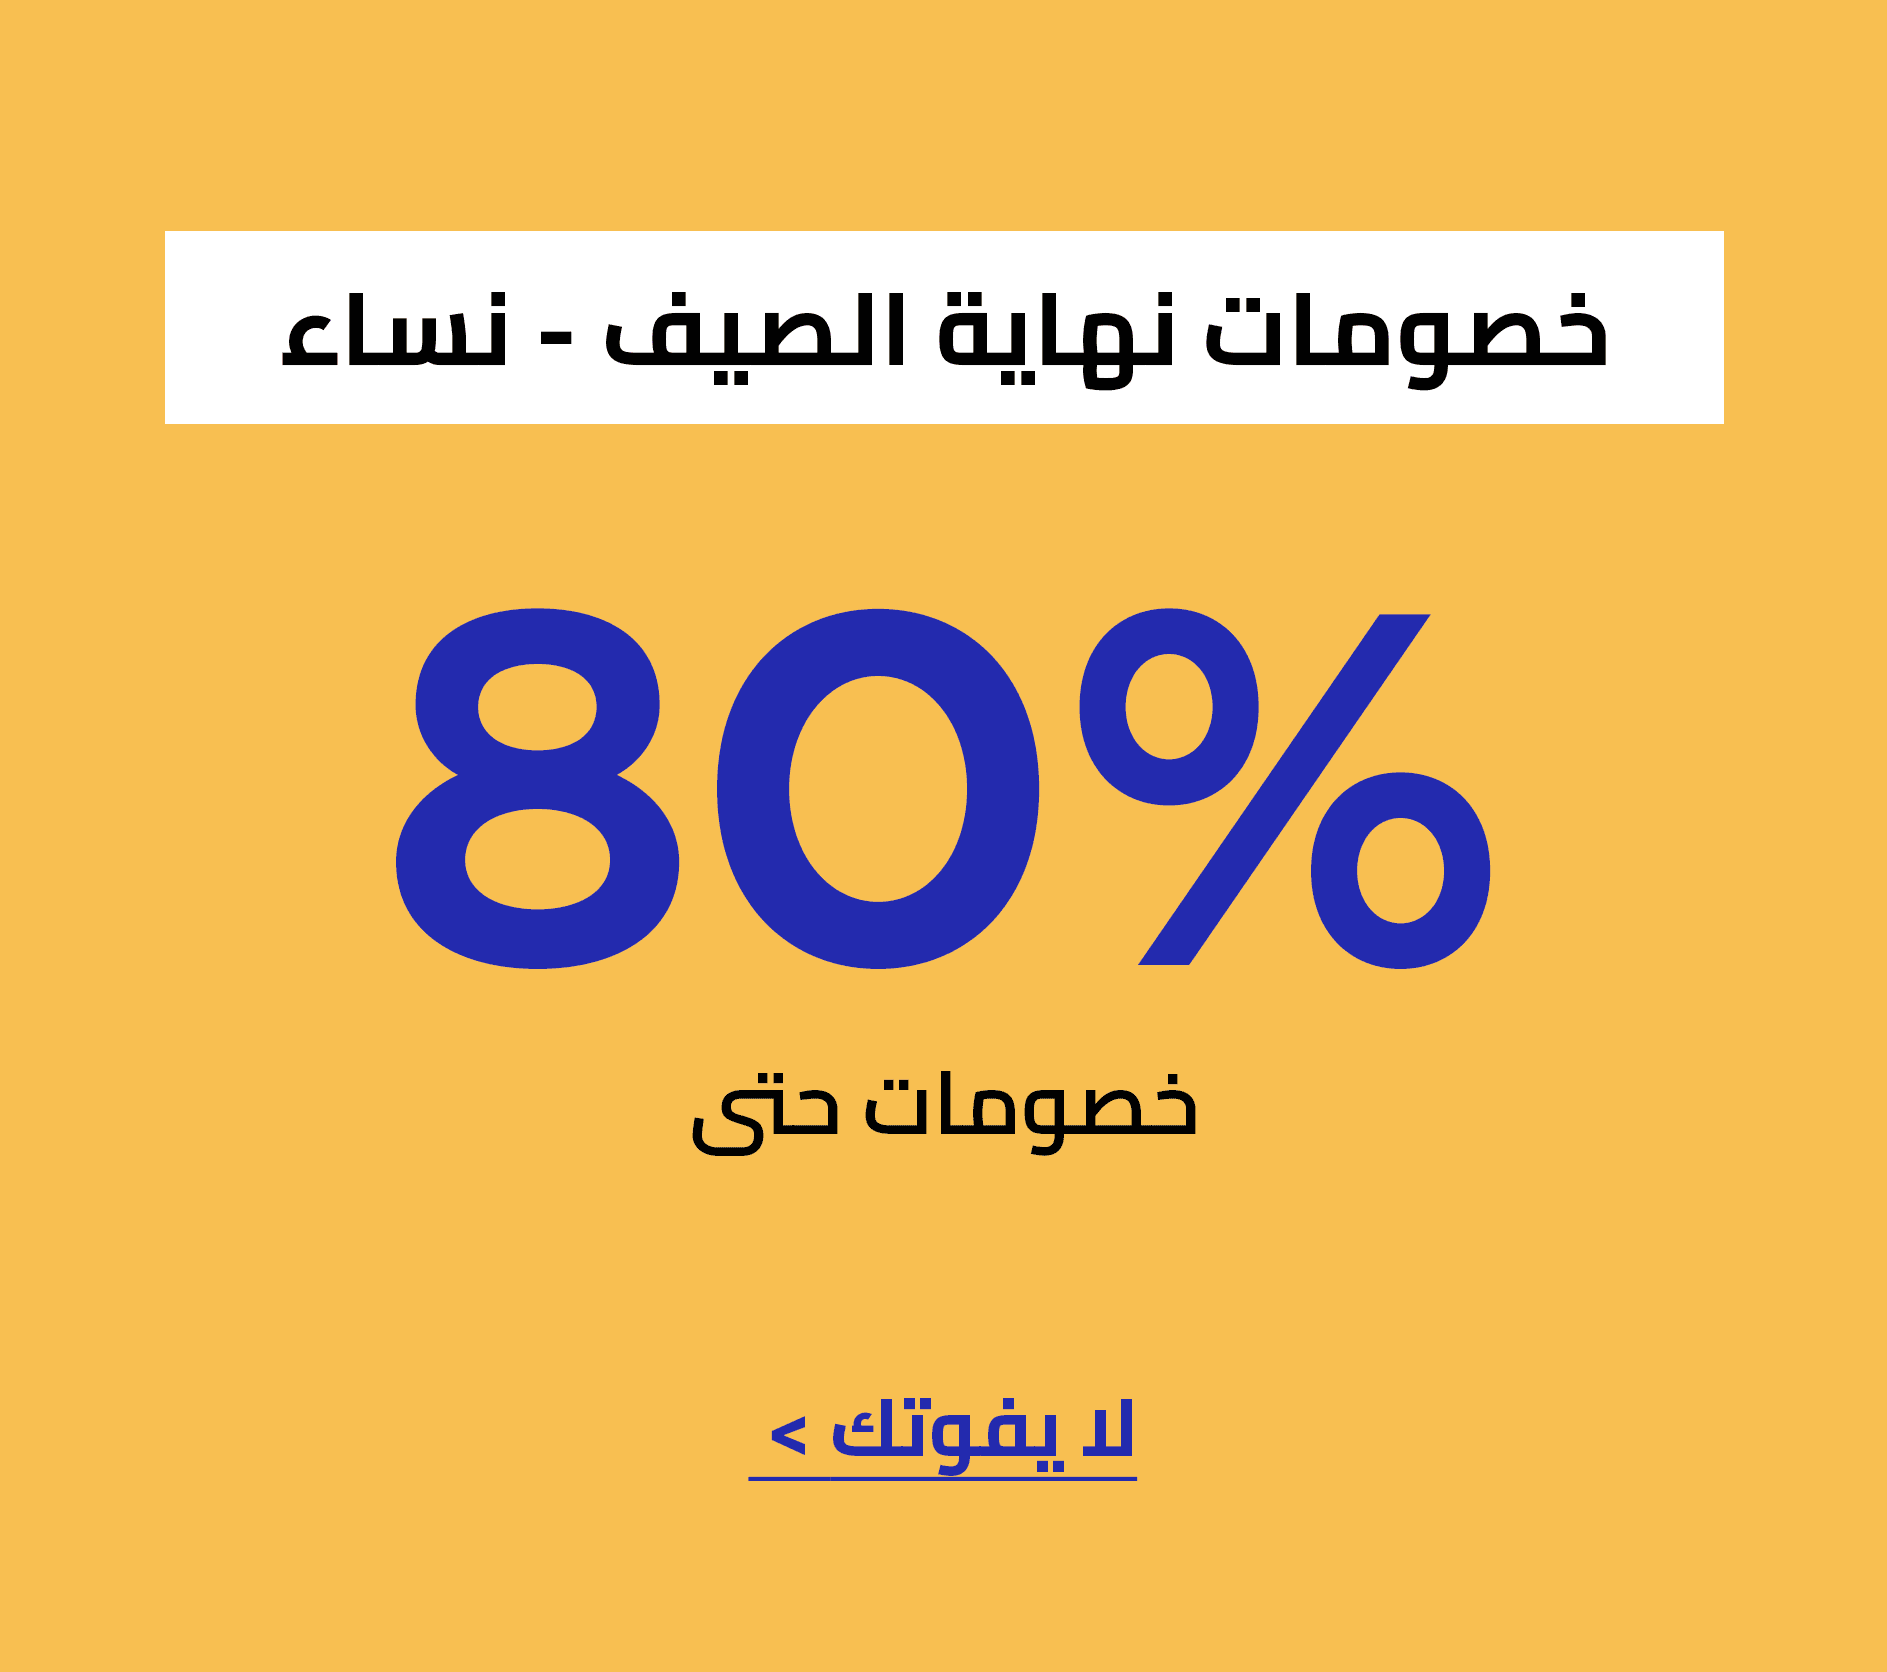 خصومات نهاية الصيف - نساء
80%
خصومات حتى
لا يفوتك >